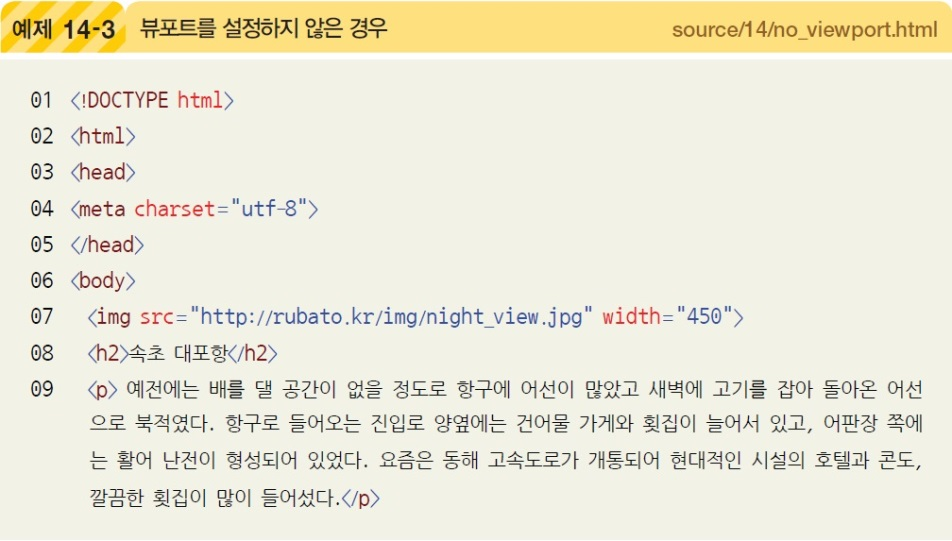 예제 14-3 뷰포트를 설정하지 않은 경우 source/14/no_viewport.html
01 <!DOCTYPE html>
02 <html>
03 <head>
04 <meta charset="utf-8">
05 </head>
06 <body>
07 <img src="http://rubato.kr/img/night_view.jpg" width="450">
08 <h2>속초 대포항</h2>
09 <p> 예전에는 배를 댈 공간이 없을 정도로 항구에 어선이 많았고 새벽에 고기를 잡아 돌아온 어선
으로 북적였다. 항구로 들어오는 진입로 양옆에는 건어물 가게와 횟집이 늘어서 있고, 어판장 쪽에
는 활어 난전이 형성되어 있었다. 요즘은 동해 고속도로가 개통되어 현대적인 시설의 호텔과 콘도,
깔끔한 횟집이 많이 들어섰다.</p>